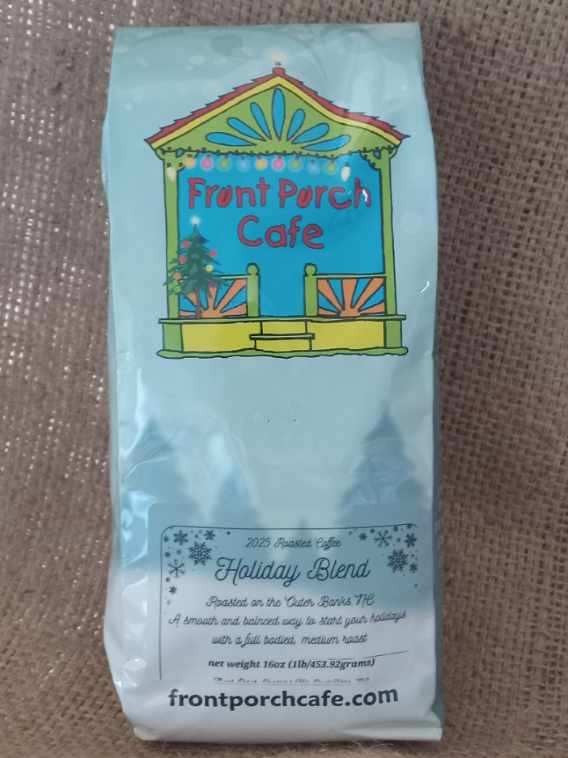 Front Porch
Cafe
2025 Roasted Coffee
Holiday Blend
Roasted on the Outer Banks, NC
A smooth and balnced way to start your holidays
with a full bodied, medium roast
net weight 16oz (1lb/453.92grams)
frontporchcafe.com